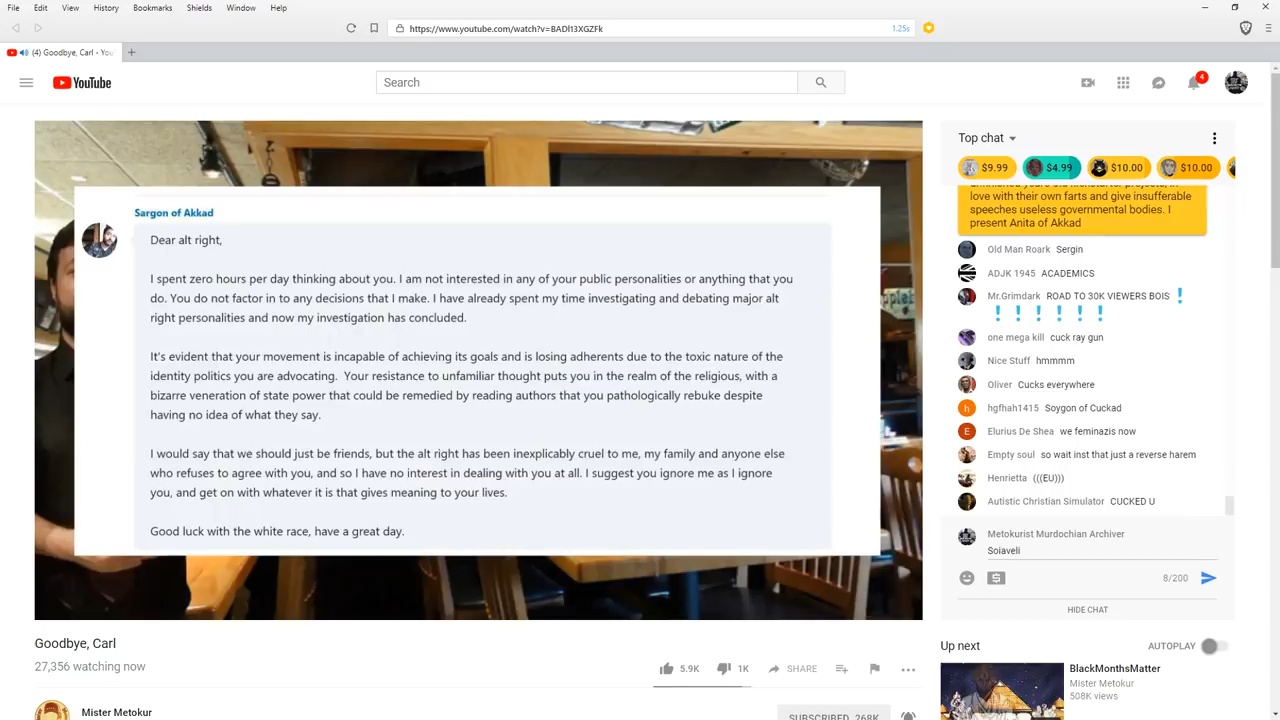 File Edit View History Bookmarks Shields Window Help
https://www.youtube.com/watch?v=BADl13XGZFk
1.25s
(4) Goodbye, Carl - You
YouTube
Search
4
Sargon of Akkad
Dear alt right,
I spent zero hours per day thinking about you. I am not interested in any of your public personalities or anything that you
do. You do not factor in to any decisions that I make. I have already spent my time investigating and debating major alt
right personalities and now my investigation has concluded.
It's evident that your movement is incapable of achieving its goals and is losing adherents due to the toxic nature of the
identity politics you are advocating. Your resistance to unfamiliar thought puts you in the realm of the religious, with a
bizarre veneration of state power that could be remedied by reading authors that you pathologically rebuke despite
having no idea of what they say.
I would say that we should just be friends, but the alt right has been inexplicably cruel to me, my family and anyone else
who refuses to agree with you, and so I have no interest in dealing with you at all. I suggest you ignore me as I ignore
you, and get on with whatever it is that gives meaning to your lives.
Good luck with the white race, have a great day.
Goodbye, Carl
27,356 watching now
5.9K
1K
SHARE
Mister Metokur
SUBSCRIBED 268K
Top chat
$9.99 $4.99 $10.00 $10.00
love with their own farts and give insufferable
speeches useless governmental bodies. I
present Anita of Akkad
Old Man Roark Sergin
ADJK 1945 ACADEMICS
Mr.Grimdark ROAD TO 30K VIEWERS BOIS ❗
❗ ❗ ❗ ❗ ❗ ❗
one mega kill cuck ray gun
Nice Stuff hmmmm
Oliver Cucks everywhere
h
hgfhah1415 Soygon of Cuckad
E
Elurius De Shea we feminazis now
Empty soul so wait inst that just a reverse harem
Henrietta (((EU)))
Autistic Christian Simulator CUCKED U
Metokurist Murdochian Archiver
Soiaveli
8/200
HIDE CHAT
Up next
AUTOPLAY
BlackMonthsMatter
Mister Metokur
508K views